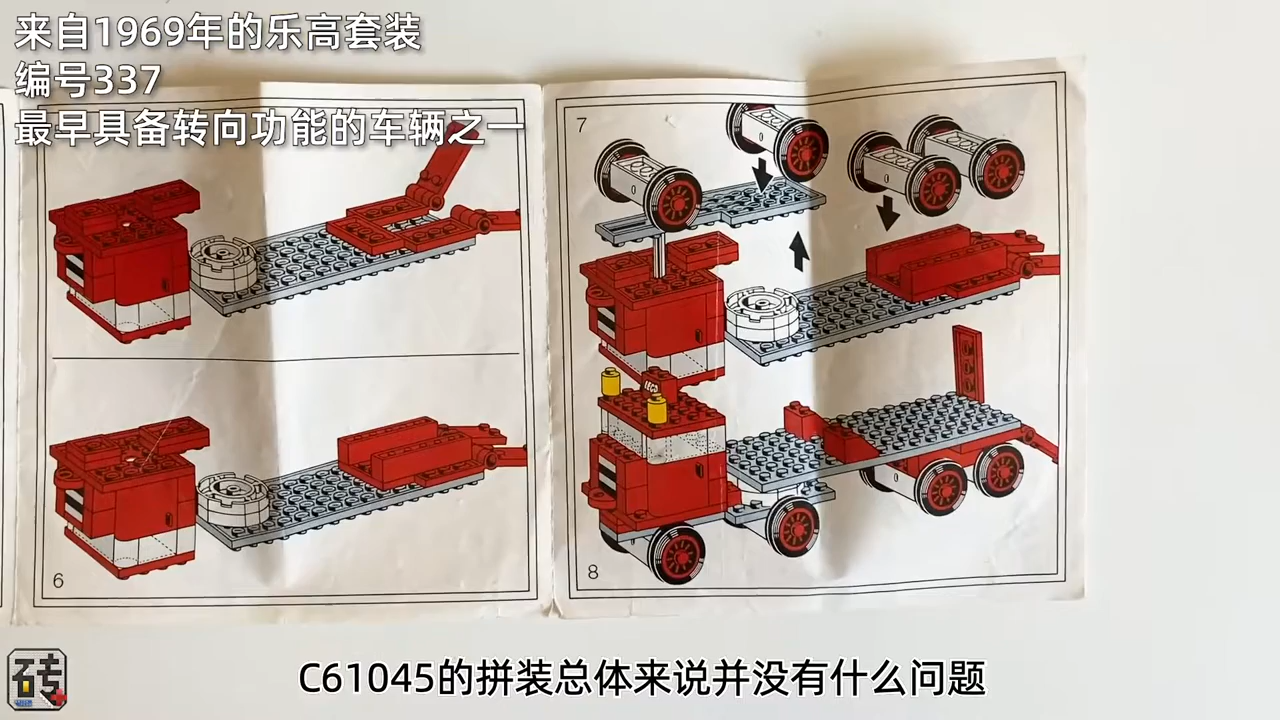 来自1969年的乐高套装
编号337
最早具备转向功能的车辆之一
7
LEGO
6
8
砖
C61045的拼装总体来说并没有什么问题